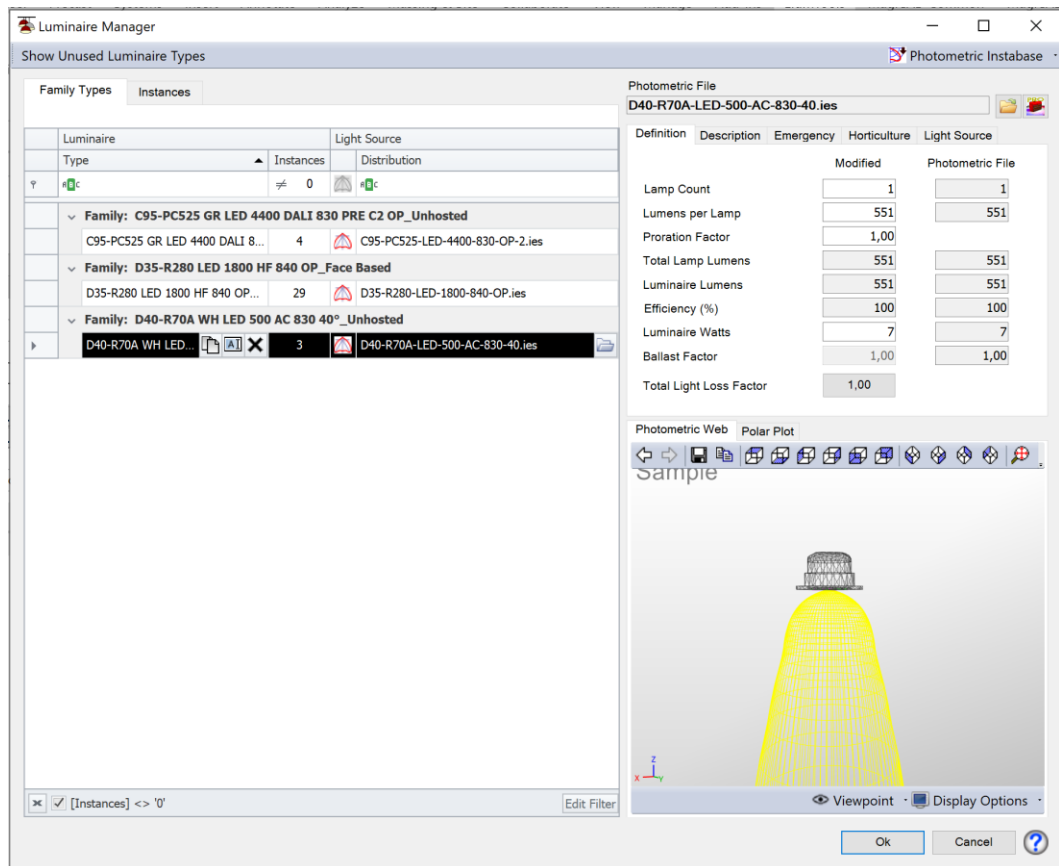 Luminaire Manager
Show Unused Luminaire Types
Photometric Instabase
Family Types Instances
Luminaire Light Source
Type Instances Distribution
ABC ≠ 0 ABC
Family: C95-PC525 GR LED 4400 DALI 830 PRE C2 OP_Unhosted
C95-PC525 GR LED 4400 DALI 8... 4 C95-PC525-LED-4400-830-OP-2.ies
Family: D35-R280 LED 1800 HF 840 OP_Face Based
D35-R280 LED 1800 HF 840 OP... 29 D35-R280-LED-1800-840-OP.ies
Family: D40-R70A WH LED 500 AC 830 40°_Unhosted
D40-R70A WH LED... AI 3 D40-R70A-LED-500-AC-830-40.ies
[Instances] <> '0' Edit Filter
Photometric File
D40-R70A-LED-500-AC-830-40.ies
Definition Description Emergency Horticulture Light Source
Modified Photometric File
Lamp Count 1 1
Lumens per Lamp 551 551
Proration Factor 1,00
Total Lamp Lumens 551 551
Luminaire Lumens 551 551
Efficiency (%) 100 100
Luminaire Watts 7 7
Ballast Factor 1,00 1,00
Total Light Loss Factor 1,00
Photometric Web Polar Plot
Sample
z
x y
Viewpoint Display Options
Ok Cancel ?